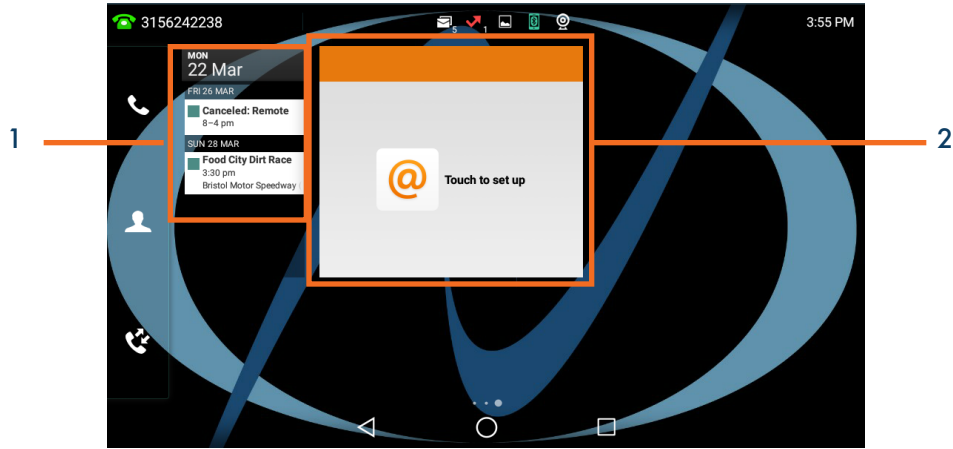 3156242238
5
1
3:55 PM
MON
22 Mar
FRI 26 MAR
Canceled: Remote
8–4 pm
SUN 28 MAR
Food City Dirt Race
3:30 pm
Bristol Motor Speedway (
@
Touch to set up
1
2